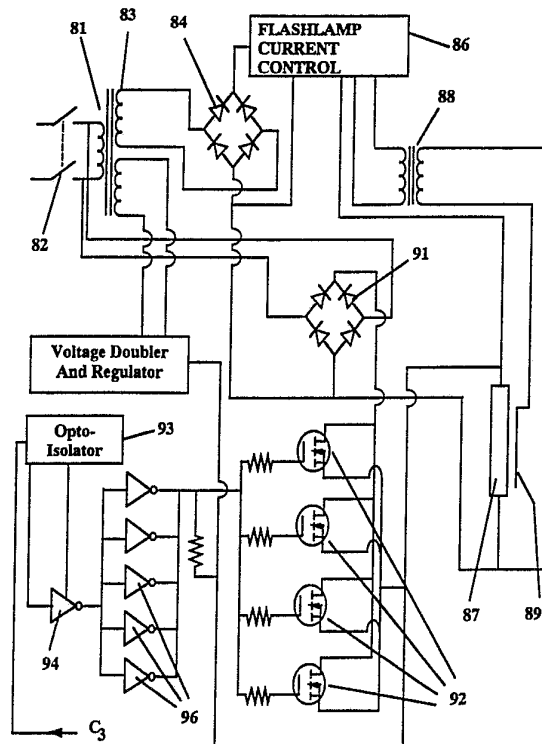 81
83
84
FLASHLAMP
CURRENT
CONTROL
86
88
82
91
Voltage Doubler
And Regulator
Opto-
Isolator
93
94
96
92
87
89
C3